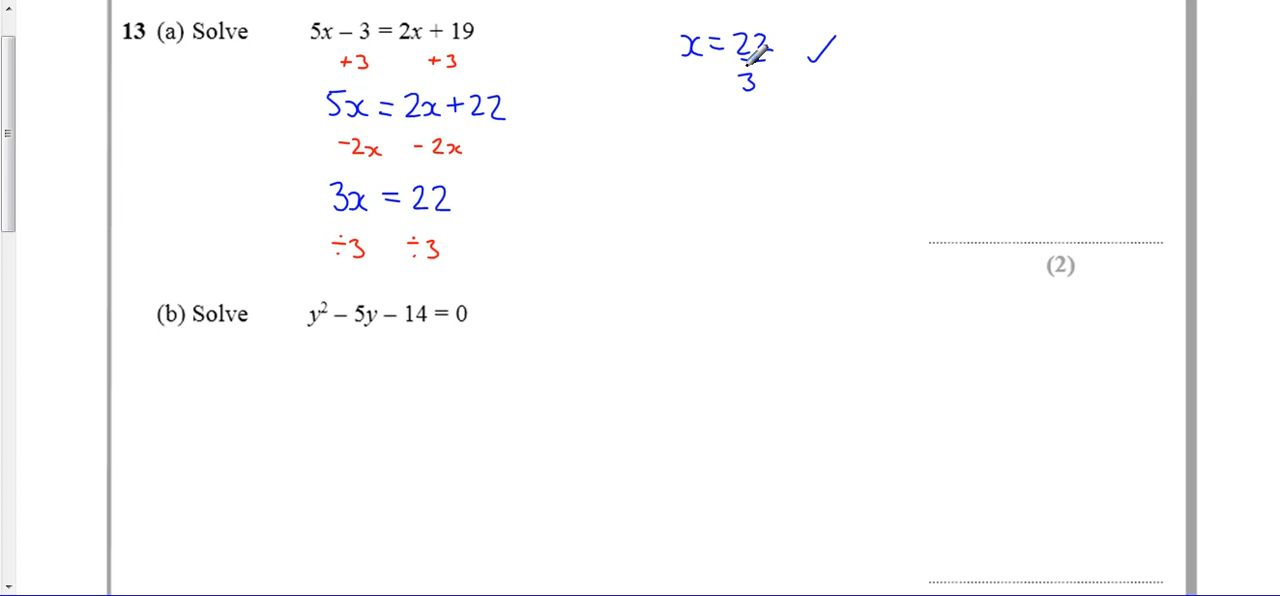 13 (a) Solve 5x – 3 = 2x + 19
+3 +3
5x = 2x + 22
-2x - 2x
3x = 22
÷3 ÷3
x = 22 ✓
3
(2)
(b) Solve y² – 5y – 14 = 0